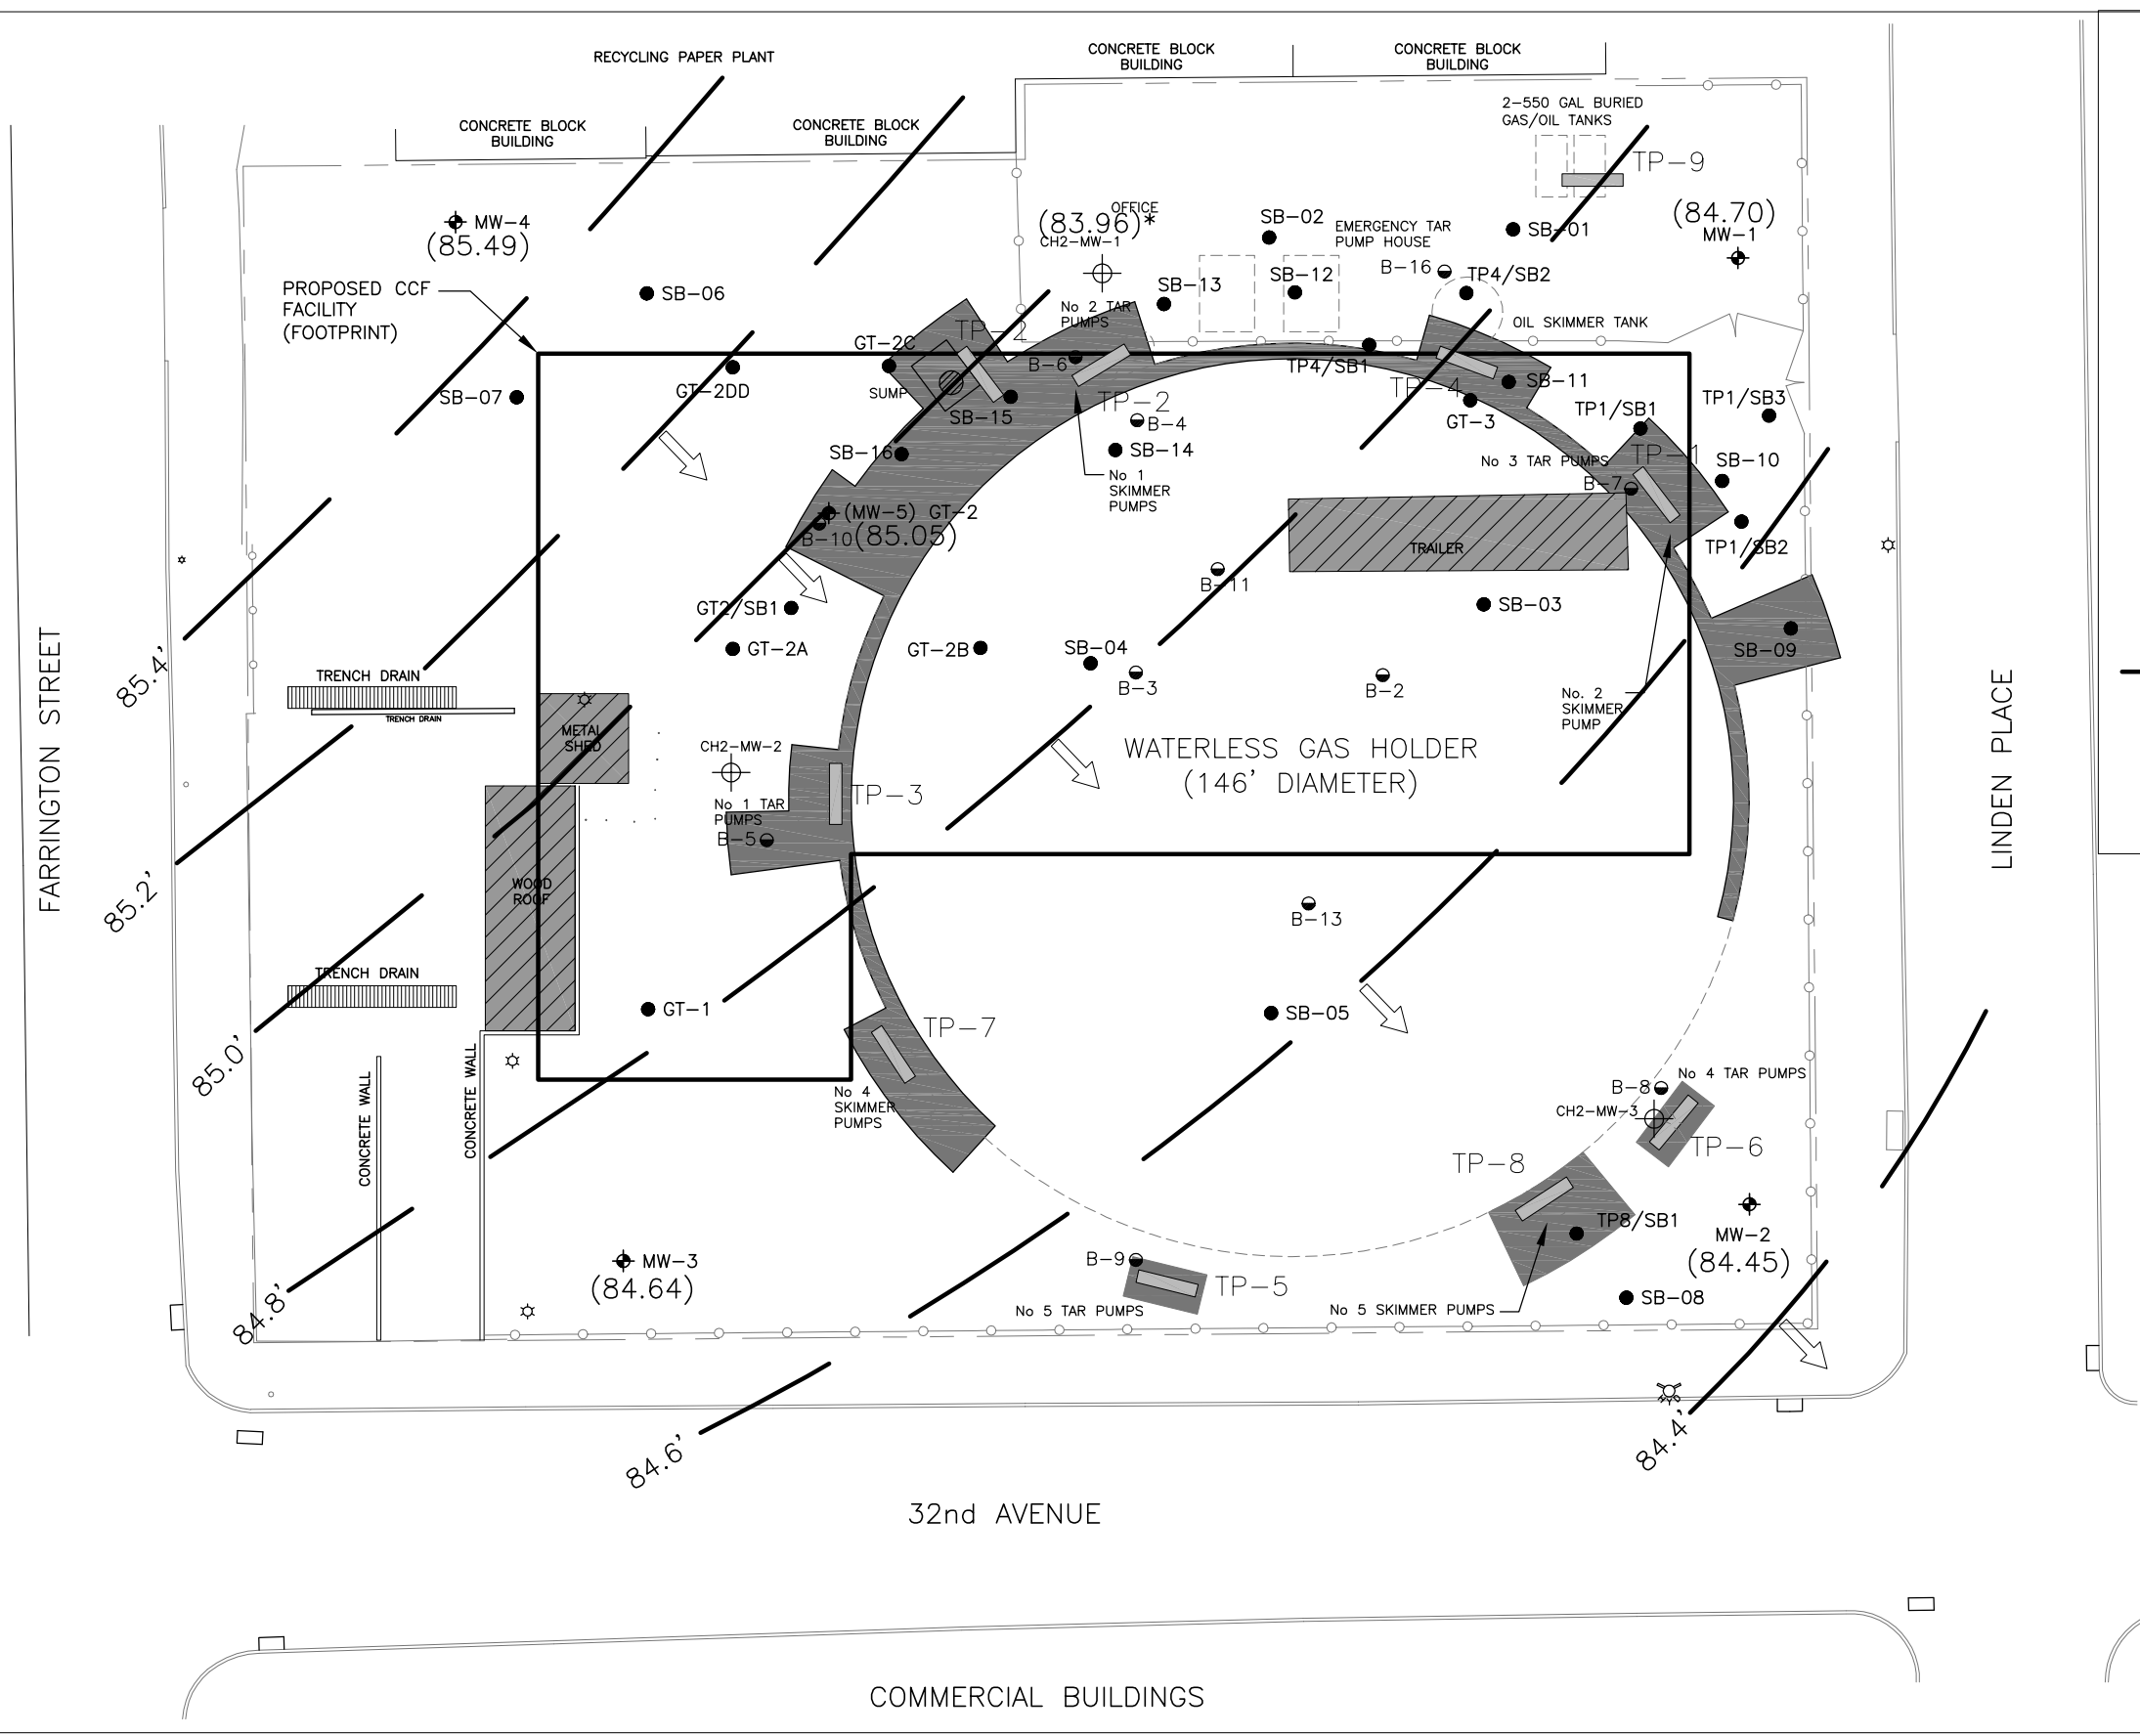 RECYCLING PAPER PLANT
CONCRETE BLOCK
BUILDING
CONCRETE BLOCK
BUILDING
CONCRETE BLOCK
BUILDING
CONCRETE BLOCK
BUILDING
2-550 GAL BURIED
GAS/OIL TANKS
TP-9
MW-4
(85.49)
OFFICE
(83.96)*
CH2-MW-1
SB-02
EMERGENCY TAR
PUMP HOUSE
SB-01
(84.70)
MW-1
B-16
TP4/SB2
SB-12
SB-13
PROPOSED CCF
FACILITY
(FOOTPRINT)
SB-06
No 2 TAR
PUMPS
OIL SKIMMER TANK
TP-2
GT-2C
B-6
TP4/SB1
SB-07
GT-2DD
SUMP
SB-15
TP-2
TP-4
SB-11
GT-3
TP1/SB1
TP1/SB3
B-4
SB-16
SB-14
No 3 TAR PUMPS
TP-1
SB-10
B-7
No 1
SKIMMER
PUMPS
(MW-5) GT-2
B-10(85.05)
TRAILER
TP1/SB2
B-11
GT2/SB1
SB-03
GT-2A
GT-2B
SB-04
SB-09
B-3
B-2
85.4'
TRENCH DRAIN
TRENCH DRAIN
No. 2
SKIMMER
PUMP
METAL
SHED
CH2-MW-2
WATERLESS GAS HOLDER
(146' DIAMETER)
FARRINGTON STREET
LINDEN PLACE
TP-3
No 1 TAR
PUMPS
B-5
85.2'
WOOD
ROOF
B-13
TRENCH DRAIN
GT-1
SB-05
TP-7
85.0'
CONCRETE WALL
CONCRETE WALL
No 4
SKIMMER
PUMPS
B-8
No 4 TAR PUMPS
CH2-MW-3
TP-6
TP-8
TP8/SB1
MW-2
(84.45)
MW-3
(84.64)
B-9
TP-5
No 5 TAR PUMPS
No 5 SKIMMER PUMPS
SB-08
84.8'
HYD
84.6'
84.4'
32nd AVENUE
COMMERCIAL BUILDINGS